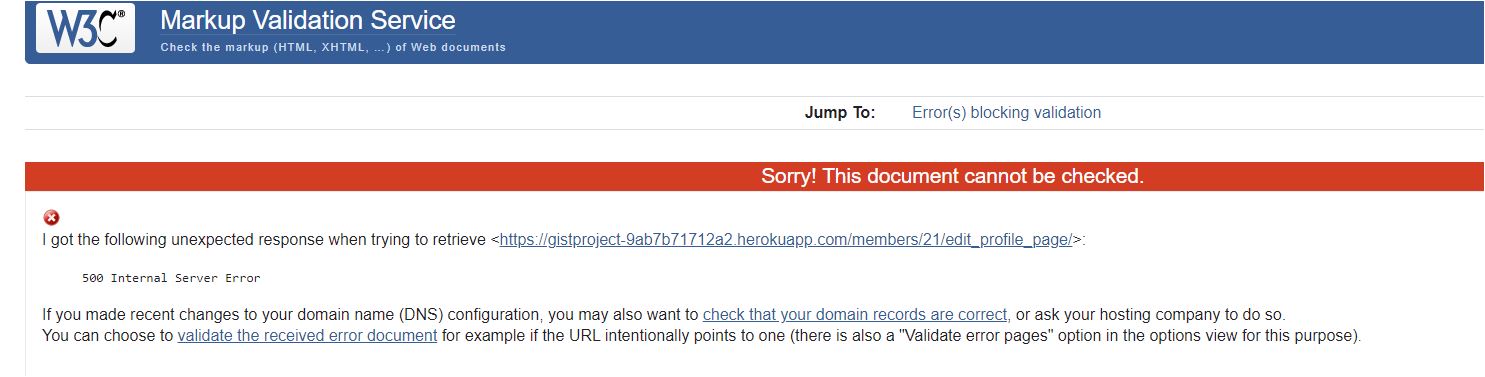 W3C®
Markup Validation Service
Check the markup (HTML, XHTML, …) of Web documents
Jump To: Error(s) blocking validation
Sorry! This document cannot be checked.
I got the following unexpected response when trying to retrieve <https://gistproject-9ab7b71712a2.herokuapp.com/members/21/edit_profile_page/>:
500 Internal Server Error
If you made recent changes to your domain name (DNS) configuration, you may also want to check that your domain records are correct, or ask your hosting company to do so.
You can choose to validate the received error document for example if the URL intentionally points to one (there is also a "Validate error pages" option in the options view for this purpose).